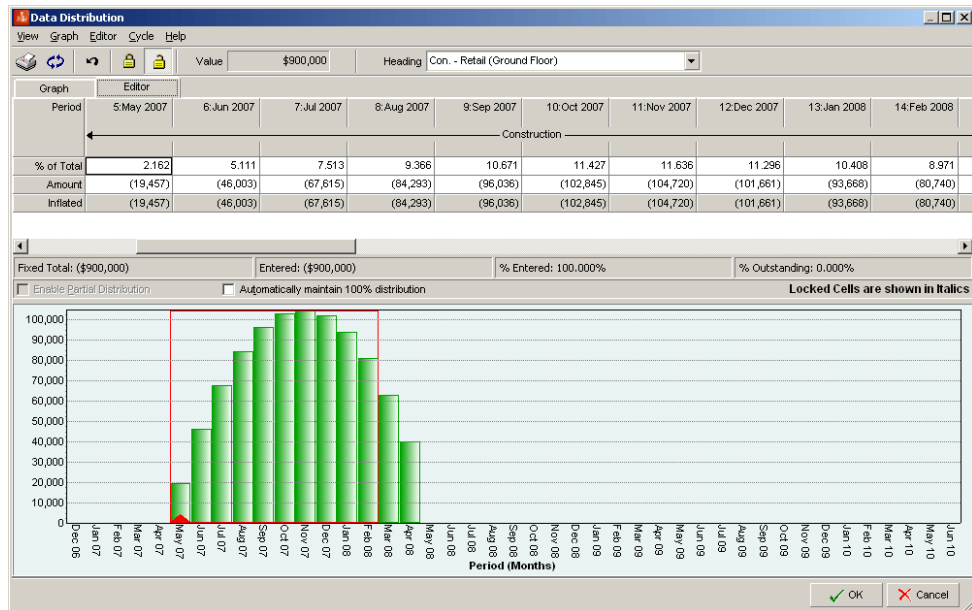 Data Distribution
View Graph Editor Cycle Help
Value $900,000 Heading Con. - Retail (Ground Floor)
Graph Editor
Period 5:May 2007 6:Jun 2007 7:Jul 2007 8:Aug 2007 9:Sep 2007 10:Oct 2007 11:Nov 2007 12:Dec 2007 13:Jan 2008 14:Feb 2008
Construction
% of Total 2.162 5.111 7.513 9.366 10.671 11.427 11.636 11.296 10.408 8.971
Amount (19,457) (46,003) (67,615) (84,293) (96,036) (102,845) (104,720) (101,661) (93,668) (80,740)
Inflated (19,457) (46,003) (67,615) (84,293) (96,036) (102,845) (104,720) (101,661) (93,668) (80,740)
Fixed Total: ($900,000) Entered: ($900,000) % Entered: 100.000% % Outstanding: 0.000%
Enable Partial Distribution Automatically maintain 100% distribution Locked Cells are shown in Italics
100,000
90,000
80,000
70,000
60,000
50,000
40,000
30,000
20,000
10,000
0
Dec 06 Jan 07 Feb 07 Mar 07 Apr 07 May 07 Jun 07 Jul 07 Aug 07 Sep 07 Oct 07 Nov 07 Dec 07 Jan 08 Feb 08 Mar 08 Apr 08 May 08 Jun 08 Jul 08 Aug 08 Sep 08 Oct 08 Nov 08 Dec 08 Jan 09 Feb 09 Mar 09 Apr 09 May 09 Jun 09 Jul 09 Aug 09 Sep 09 Oct 09 Nov 09 Dec 09 Jan 10 Feb 10 Mar 10 Apr 10 May 10 Jun 10
Period (Months)
OK Cancel